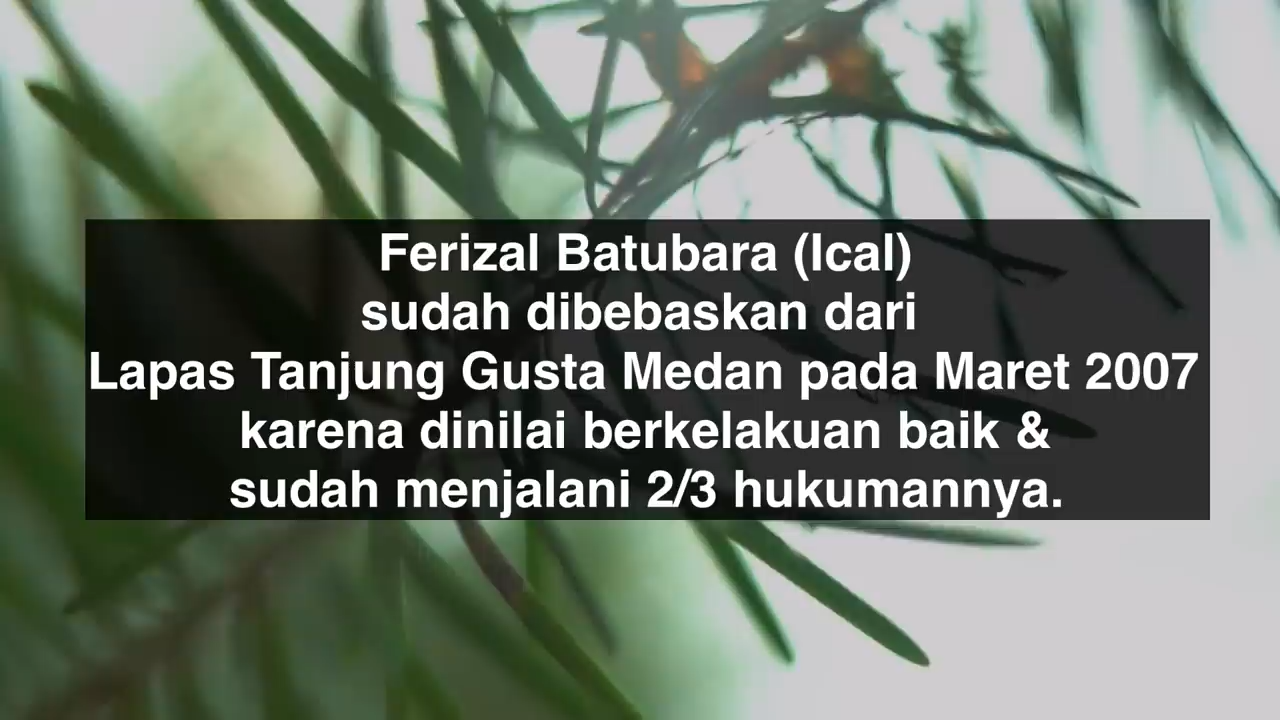 Ferizal Batubara (Ical)
sudah dibebaskan dari
Lapas Tanjung Gusta Medan pada Maret 2007
karena dinilai berkelakuan baik &
sudah menjalani 2/3 hukumannya.